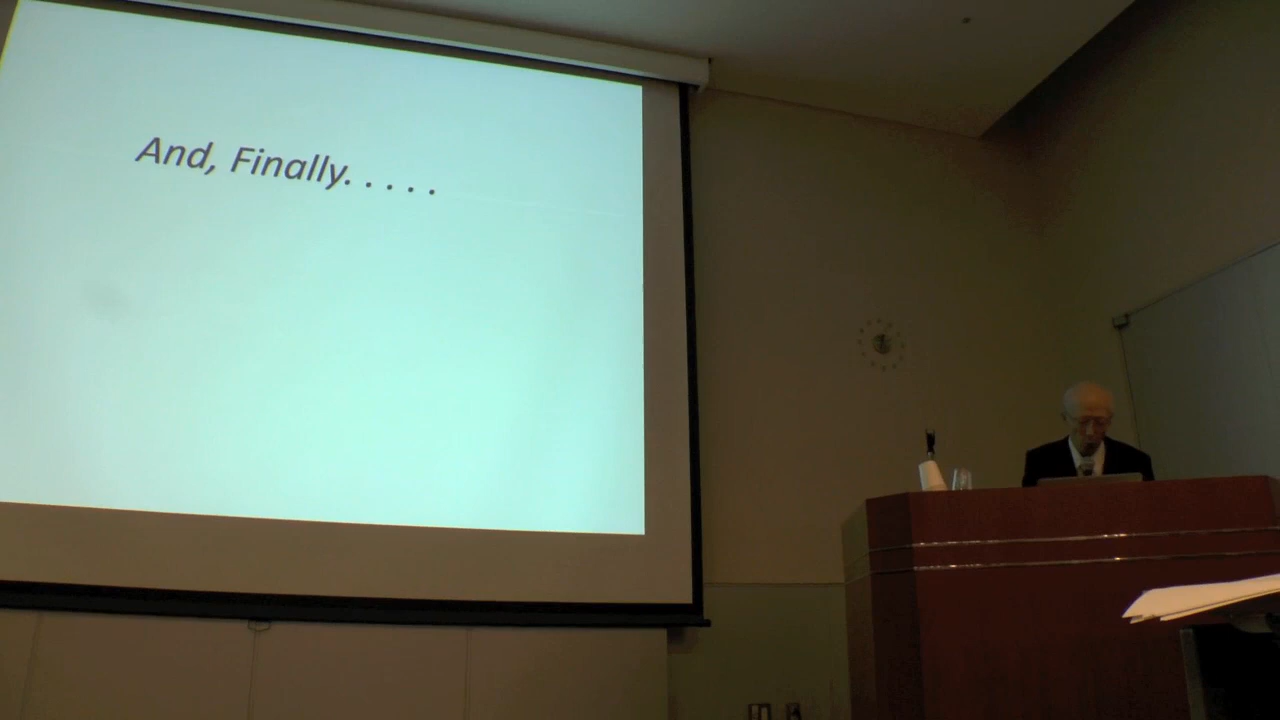 And, Finally. . . . .